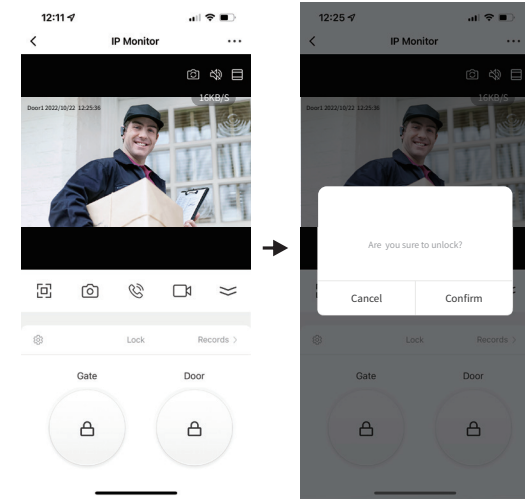 12:11
IP Monitor
16KB/S
Door1 2022/10/22 12:25:36
Lock
Records >
Gate
Door
12:25
IP Monitor
16KB/S
Door1 2022/10/22 12:25:36
Are you sure to unlock?
Cancel
Confirm
Lock
Records >
Gate
Door